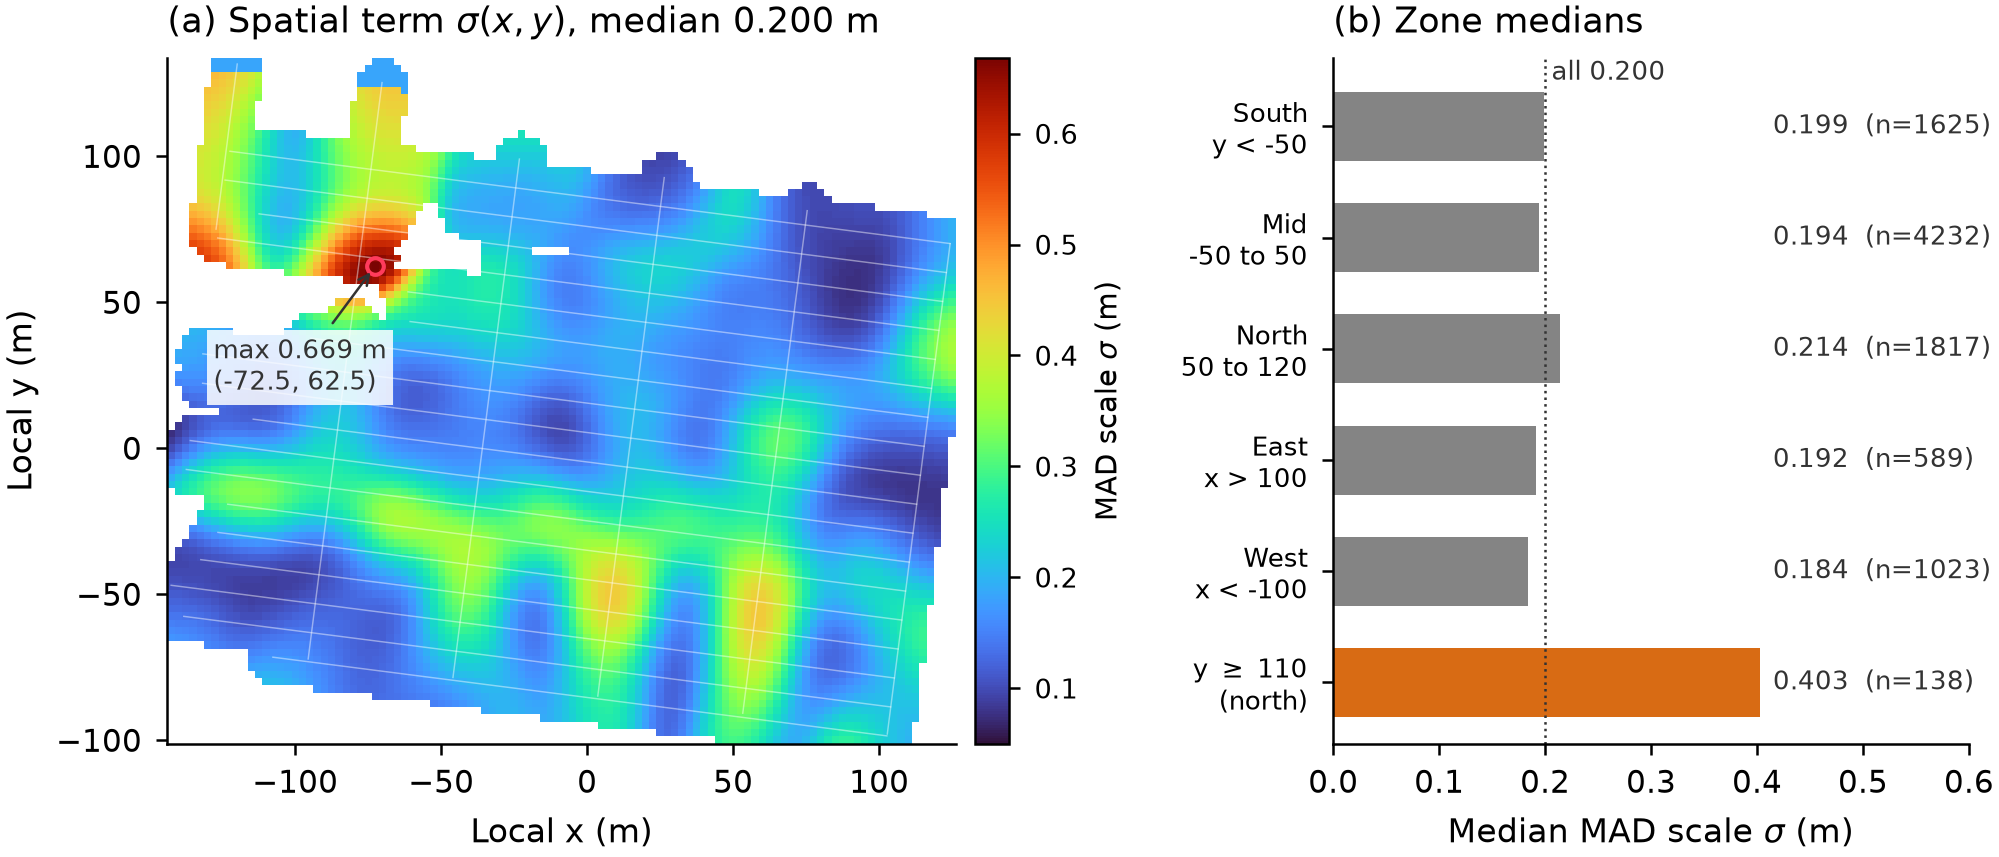 (a) Spatial term σ(x, y), median 0.200 m
100
50
0
−50
−100
Local y (m)
−100
−50
0
50
100
Local x (m)
max 0.669 m
(-72.5, 62.5)
0.6
0.5
0.4
0.3
0.2
0.1
MAD scale σ (m)
(b) Zone medians
all 0.200
South
y < -50
0.199 (n=1625)
Mid
-50 to 50
0.194 (n=4232)
North
50 to 120
0.214 (n=1817)
East
x > 100
0.192 (n=589)
West
x < -100
0.184 (n=1023)
y ≥ 110
(north)
0.403 (n=138)
0.0
0.1
0.2
0.3
0.4
0.5
0.6
Median MAD scale σ (m)